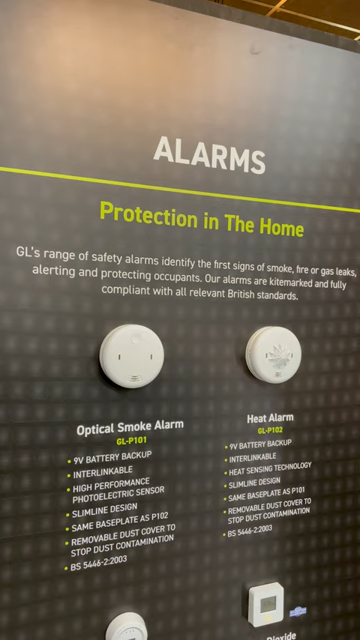 ALARMS
Protection in The Home
GL's range of safety alarms identify the first signs of smoke, fire or gas leaks,
alerting and protecting occupants. Our alarms are kitemarked and fully
compliant with all relevant British standards.
Optical Smoke Alarm
GL-P101
• 9V BATTERY BACKUP
• INTERLINKABLE
• HIGH PERFORMANCE
PHOTOELECTRIC SENSOR
• SLIMLINE DESIGN
• SAME BASEPLATE AS P102
• REMOVABLE DUST COVER TO
STOP DUST CONTAMINATION
• BS 5446-2:2003
Heat Alarm
GL-P102
• 9V BATTERY BACKUP
• INTERLINKABLE
• HEAT SENSING TECHNOLOGY
• SLIMLINE DESIGN
• SAME BASEPLATE AS P101
• REMOVABLE DUST COVER TO
STOP DUST CONTAMINATION
• BS 5446-2:2003